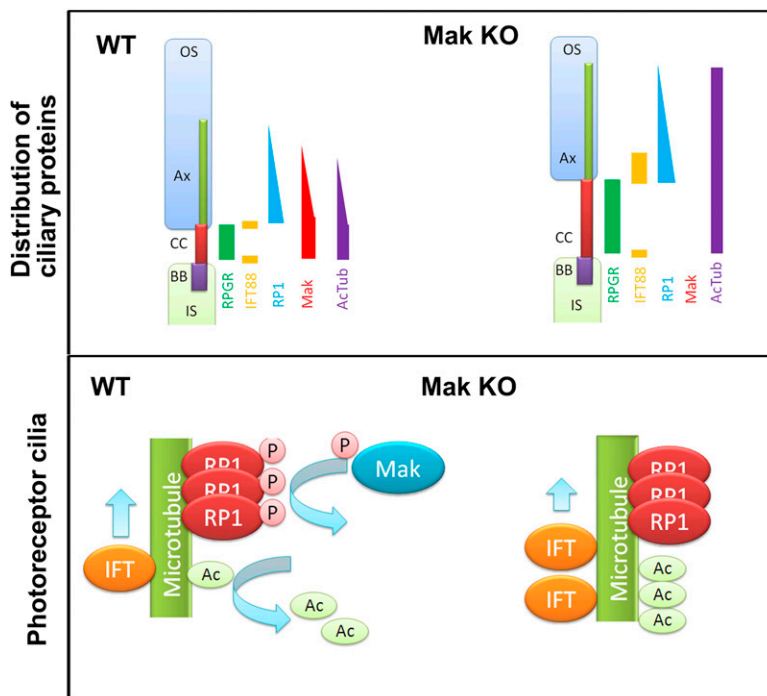 WT
Mak KO
Distribution of
ciliary proteins
OS
Ax
CC
BB
IS
RPGR
IFT88
RP1
Mak
AcTub
OS
Ax
CC
BB
IS
RPGR
IFT88
RP1
Mak
AcTub
WT
Mak KO
Photoreceptor cilia
Microtubule
RP1
RP1
RP1
P
P
P
P
Mak
IFT
Ac
Ac
Ac
Microtubule
RP1
RP1
RP1
IFT
IFT
Ac
Ac
Ac